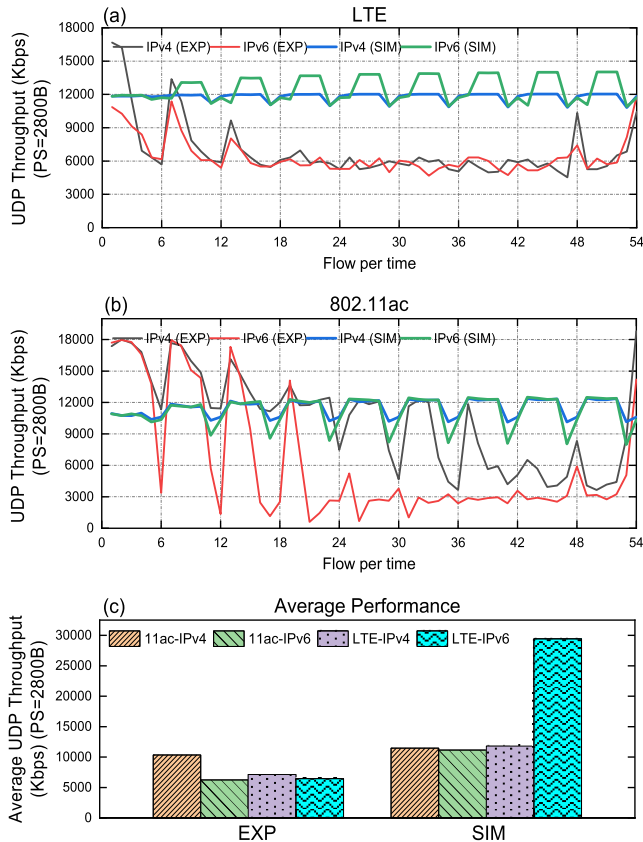 (a) LTE
IPv4 (EXP) IPv6 (EXP) IPv4 (SIM) IPv6 (SIM)
18000
15000
12000
9000
6000
3000
0
UDP Throughput (Kbps)
(PS=2800B)
0 6 12 18 24 30 36 42 48 54
Flow per time
(b) 802.11ac
IPv4 (EXP) IPv6 (EXP) IPv4 (SIM) IPv6 (SIM)
18000
15000
12000
9000
6000
3000
0
UDP Throughput (Kbps)
(PS=2800B)
0 6 12 18 24 30 36 42 48 54
Flow per time
(c) Average Performance
11ac-IPv4 11ac-IPv6 LTE-IPv4 LTE-IPv6
30000
25000
20000
15000
10000
5000
0
Average UDP Throughput
(Kbps) (PS=2800B)
EXP SIM